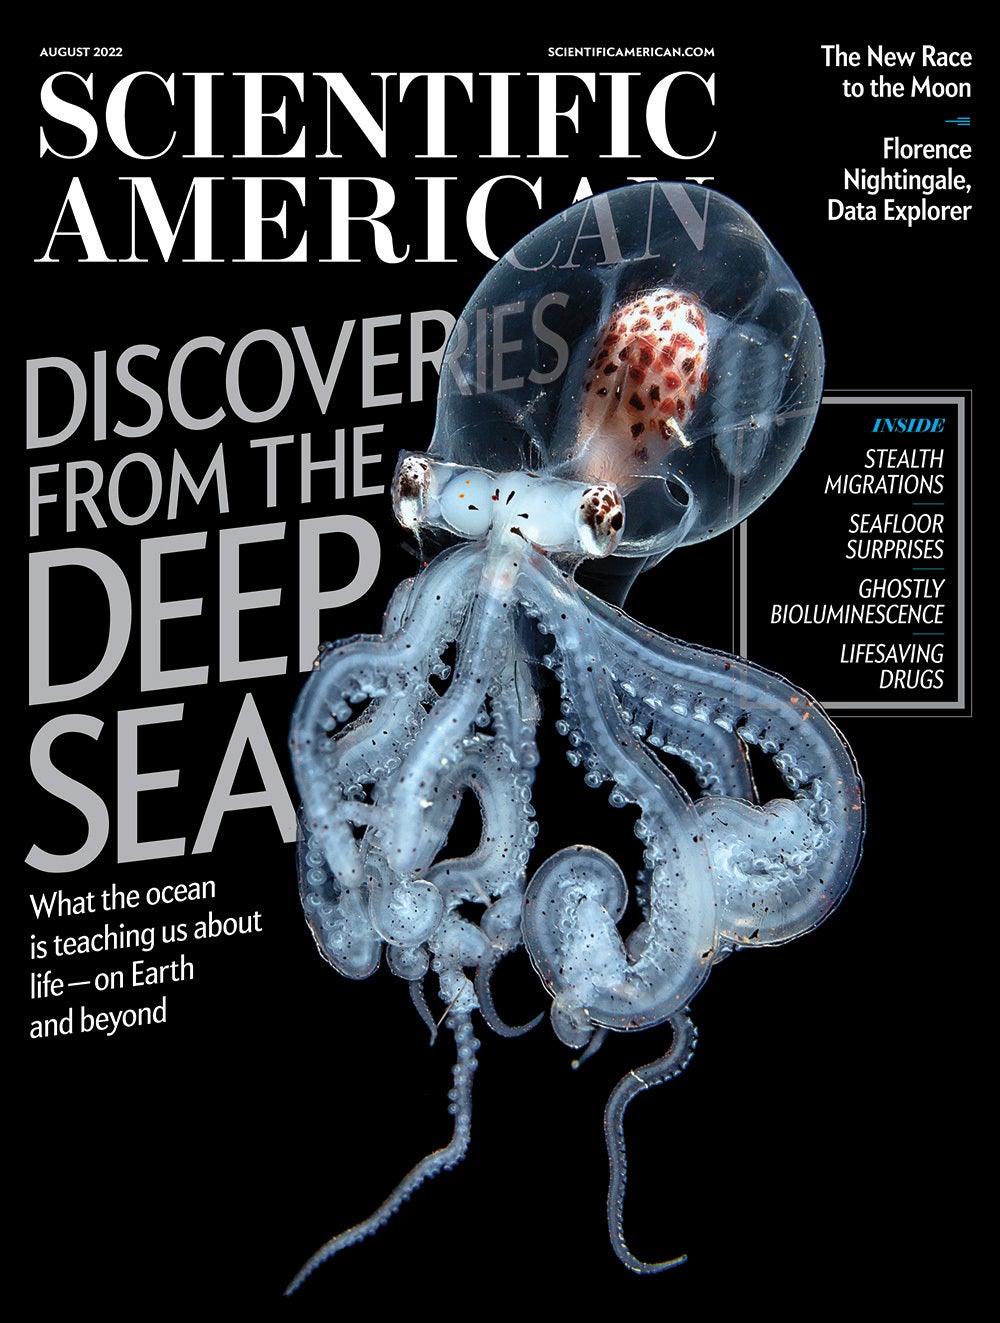 AUGUST 2022
SCIENTIFICAMERICAN.COM
SCIENTIFIC
AMERICAN
The New Race
to the Moon
Florence
Nightingale,
Data Explorer
DISCOVERIES
FROM THE
DEEP
SEA
What the ocean
is teaching us about
life—on Earth
and beyond
INSIDE
STEALTH
MIGRATIONS
SEAFLOOR
SURPRISES
GHOSTLY
BIOLUMINESCENCE
LIFESAVING
DRUGS